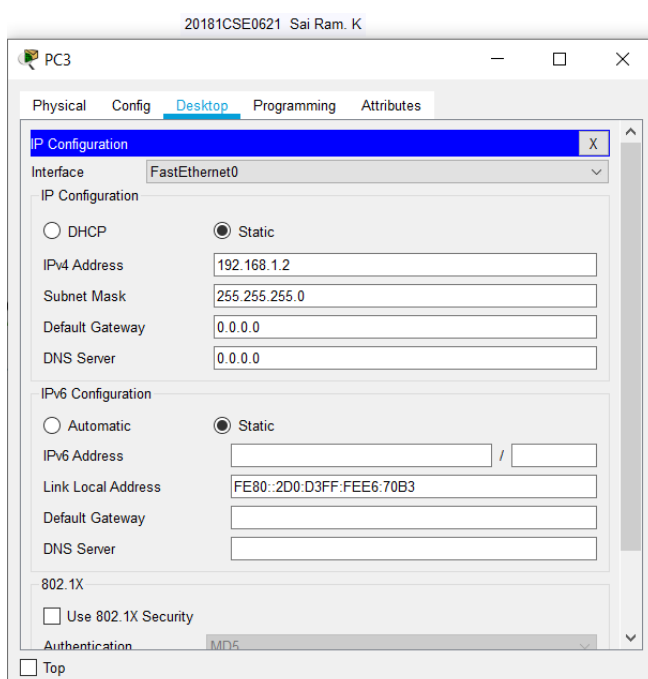 20181CSE0621 Sai Ram. K
PC3
Physical Config Desktop Programming Attributes
IP Configuration X
Interface FastEthernet0
IP Configuration
DHCP Static
IPv4 Address 192.168.1.2
Subnet Mask 255.255.255.0
Default Gateway 0.0.0.0
DNS Server 0.0.0.0
IPv6 Configuration
Automatic Static
IPv6 Address /
Link Local Address FE80::2D0:D3FF:FEE6:70B3
Default Gateway
DNS Server
802.1X
Use 802.1X Security
Authentication MD5
Top